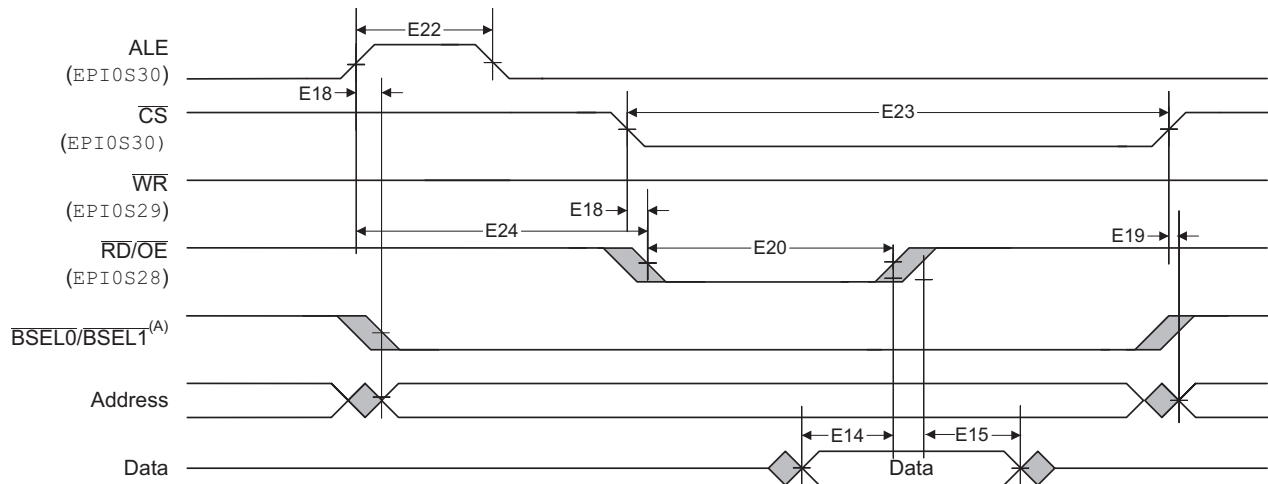 E22
ALE
(EPI0S30)
E18
CS
E23
(EPI0S30)
WR
(EPI0S29)
E18
E24
RD/OE
E20
E19
(EPI0S28)
BSEL0/BSEL1(A)
Address
E14
E15
Data
Data